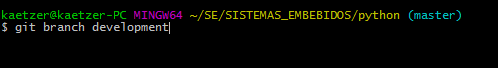 kaetzer@kaetzer-PC MINGW64 ~/SE/SISTEMAS_EMBEBIDOS/python (master)
$ git branch development